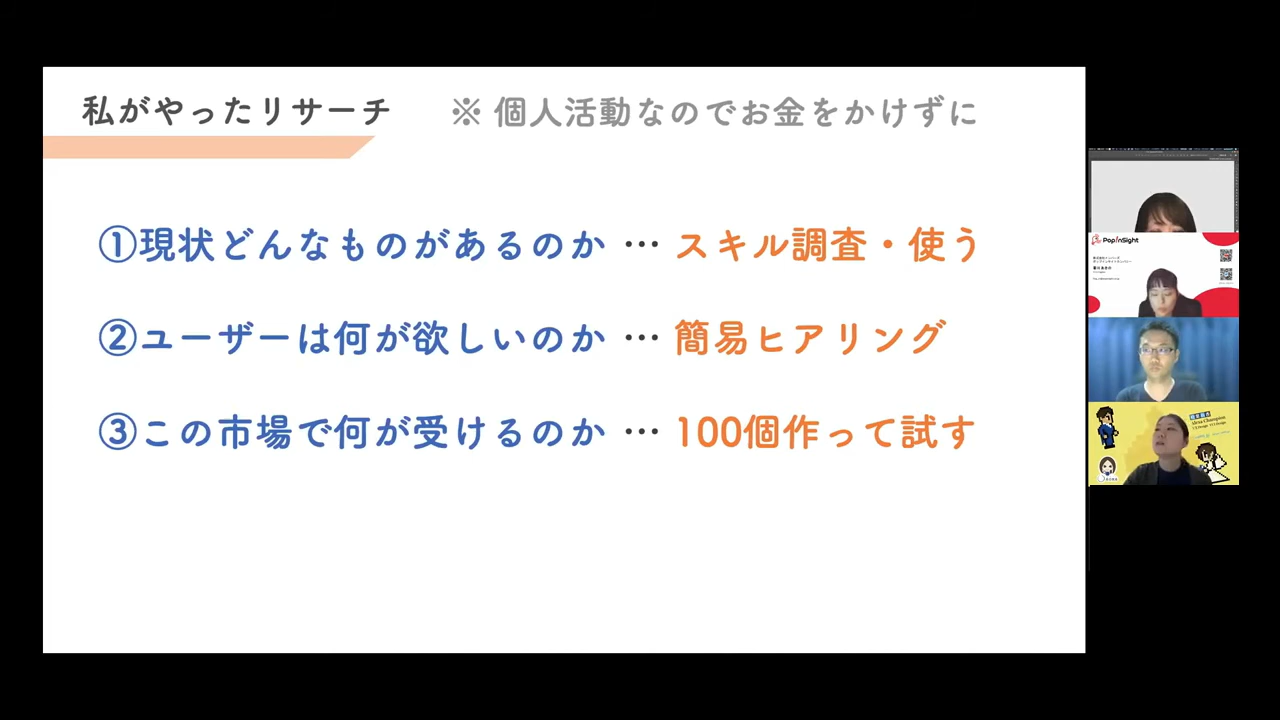 私がやったリサーチ ※ 個人活動なのでお金をかけずに
①現状どんなものがあるのか … スキル調査・使う
②ユーザーは何が欲しいのか … 簡易ヒアリング
③この市場で何が受けるのか … 100個作って試す
PopInSight
Alexa Champion